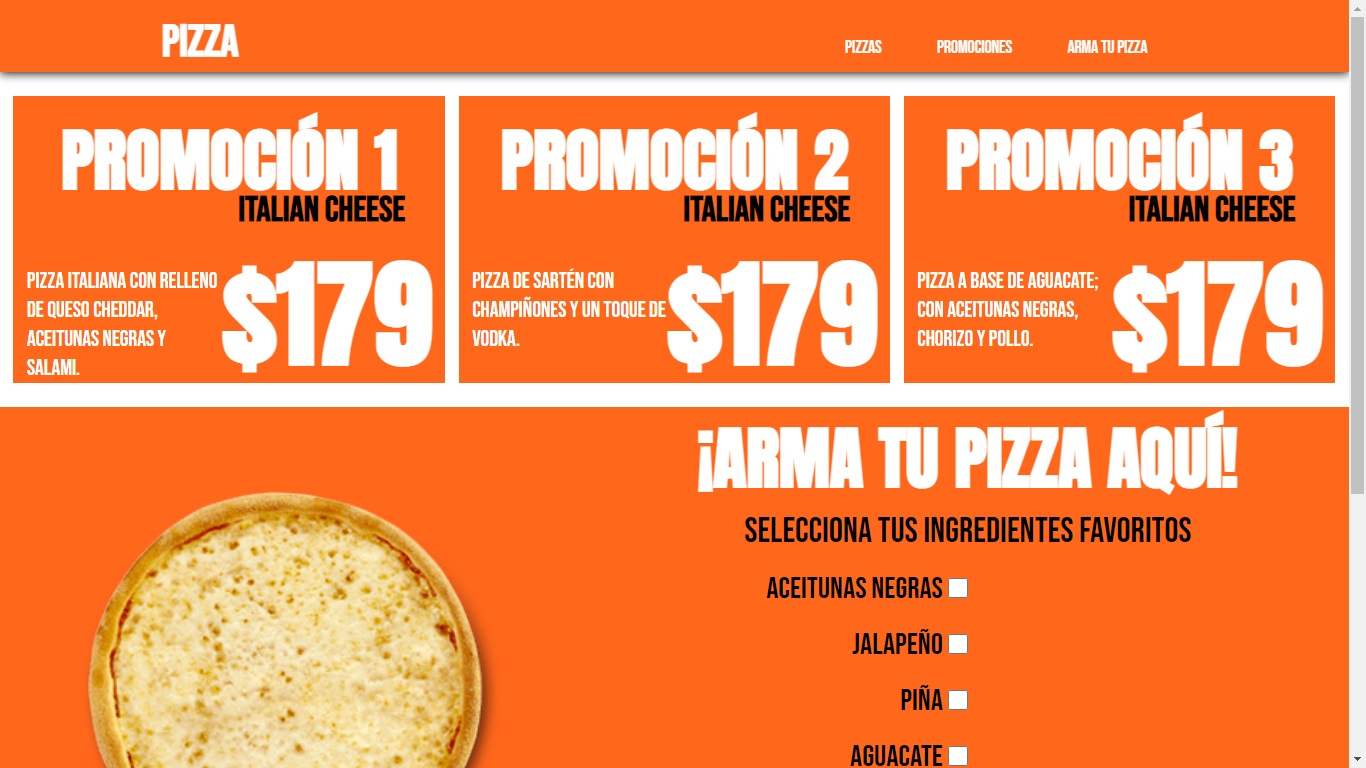 PIZZA
PIZZAS
PROMOCIONES
ARMA TU PIZZA
PROMOCIÓN 1
ITALIAN CHEESE
PIZZA ITALIANA CON RELLENO
DE QUESO CHEDDAR,
ACEITUNAS NEGRAS Y
SALAMI.
$179
PROMOCIÓN 2
ITALIAN CHEESE
PIZZA DE SARTÉN CON
CHAMPIÑONES Y UN TOQUE DE
VODKA.
$179
PROMOCIÓN 3
ITALIAN CHEESE
PIZZA A BASE DE AGUACATE;
CON ACEITUNAS NEGRAS,
CHORIZO Y POLLO.
$179
¡ARMA TU PIZZA AQUÍ!
SELECCIONA TUS INGREDIENTES FAVORITOS
ACEITUNAS NEGRAS
JALAPEÑO
PIÑA
AGUACATE